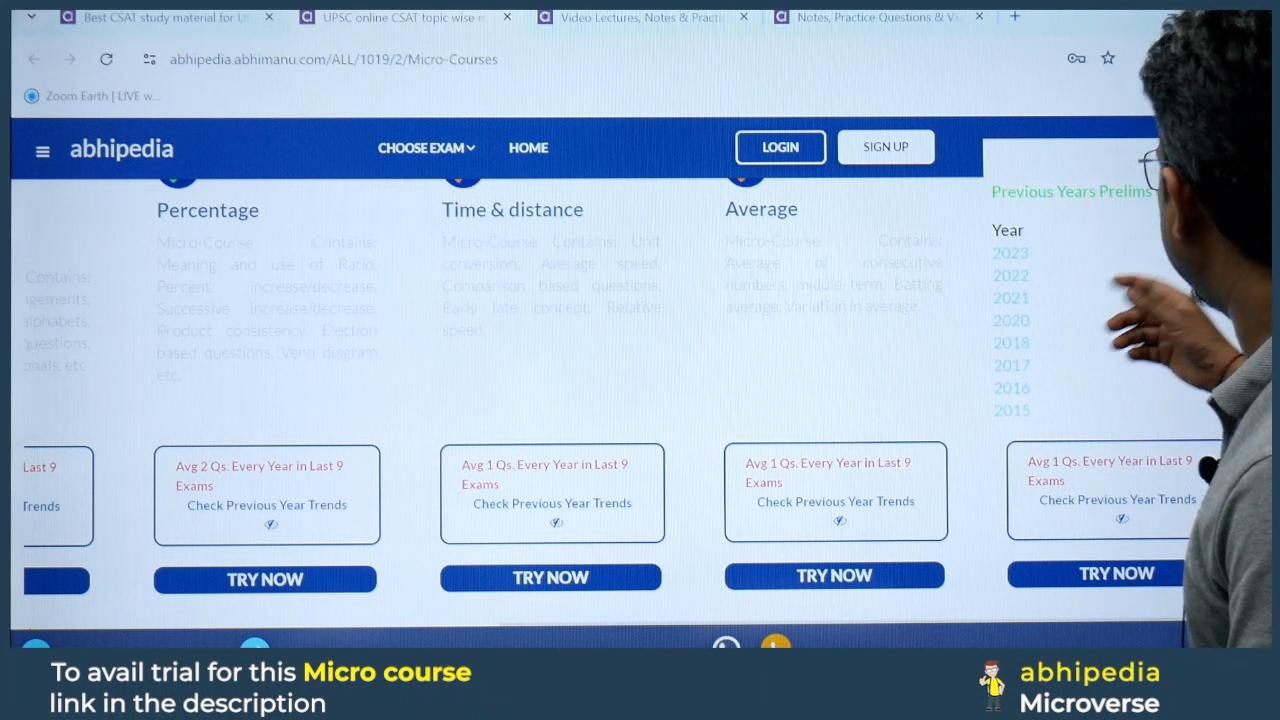 Best CSAT study material for U
UPSC online CSAT topic wise m
Video Lectures, Notes & Practi
Notes, Practice Questions & Vi
abhipedia.abhimanu.com/ALL/1019/2/Micro-Courses
Zoom Earth | LIVE w...
abhipedia
CHOOSE EXAM
HOME
LOGIN
SIGN UP
Contains:
gements,
alphabets,
questions,
onals, etc
Last 9
Trends
Percentage
Micro-Course Contains:
Meaning and use of Ratio,
Percent increase/decrease,
Successive increase/decrease,
Product consistency, Election
based questions, Venn diagram
etc.
Avg 2 Qs. Every Year in Last 9
Exams
Check Previous Year Trends
TRY NOW
Time & distance
Micro-Course Contains: Unit
conversion, Average speed,
Comparison based questions,
Early late concept, Relative
speed.
Avg 1 Qs. Every Year in Last 9
Exams
Check Previous Year Trends
TRY NOW
Average
Micro-Course Contains:
Average of consecutive
numbers, middle term, Batting
average, Variation in average.
Avg 1 Qs. Every Year in Last 9
Exams
Check Previous Year Trends
TRY NOW
Previous Years Prelims
Year
2023
2022
2021
2020
2018
2017
2016
2015
Avg 1 Qs. Every Year in Last 9
Exams
Check Previous Year Trends
TRY NOW
To avail trial for this Micro course
link in the description
abhipedia
Microverse